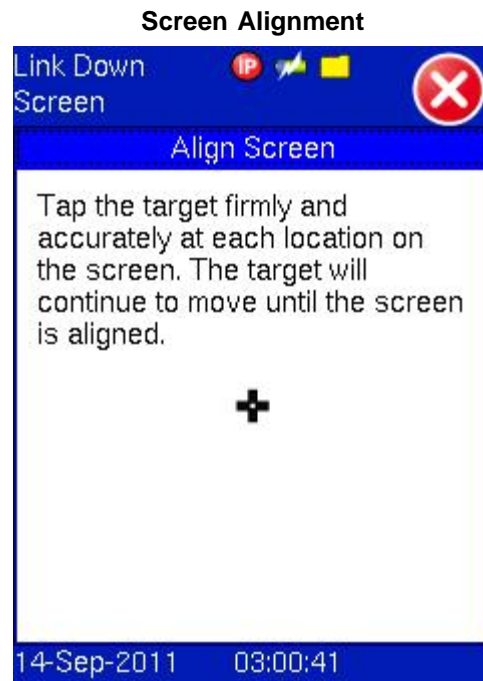 Screen Alignment
Link Down
IP
Screen
Align Screen
Tap the target firmly and
accurately at each location on
the screen. The target will
continue to move until the screen
is aligned.
14-Sep-2011 03:00:41